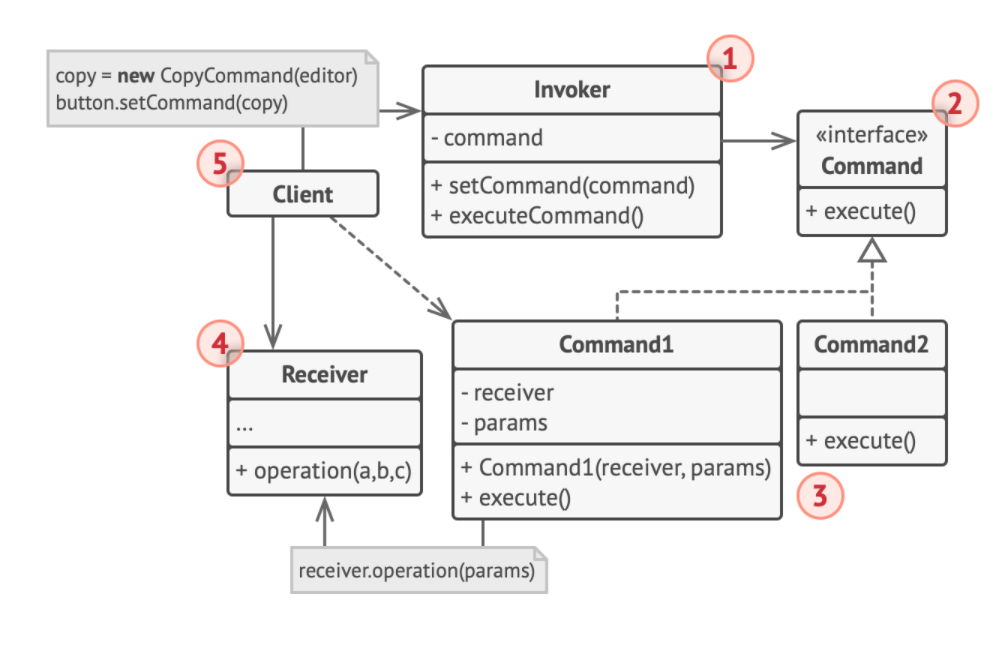 copy = new CopyCommand(editor)
button.setCommand(copy)
1
Invoker
- command
+ setCommand(command)
+ executeCommand()
2
«interface»
Command
+ execute()
5
Client
4
Receiver
...
+ operation(a,b,c)
Command1
- receiver
- params
+ Command1(receiver, params)
+ execute()
Command2
+ execute()
3
receiver.operation(params)